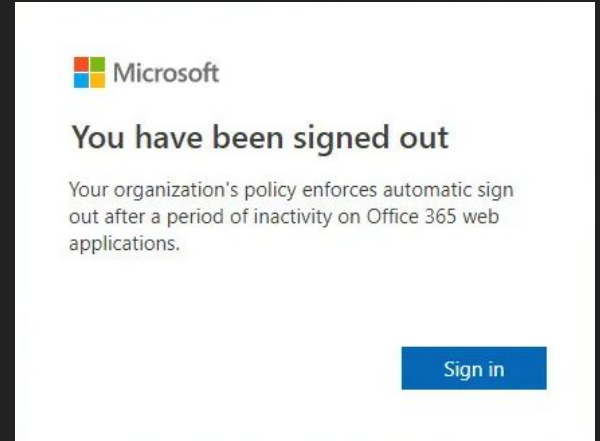 Microsoft
You have been signed out
Your organization's policy enforces automatic sign
out after a period of inactivity on Office 365 web
applications.
Sign in